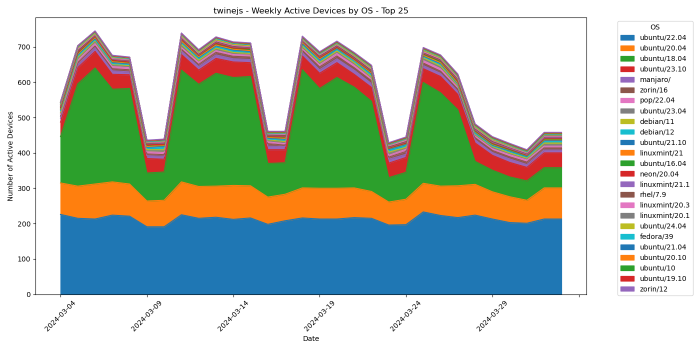 twinejs - Weekly Active Devices by OS - Top 25
Number of Active Devices
700
600
500
400
300
200
100
0
2024-03-04
2024-03-09
2024-03-14
2024-03-19
2024-03-24
2024-03-29
Date
OS
ubuntu/22.04
ubuntu/20.04
ubuntu/18.04
ubuntu/23.10
manjaro/
zorin/16
pop/22.04
ubuntu/23.04
debian/11
debian/12
ubuntu/21.10
linuxmint/21
ubuntu/16.04
neon/20.04
linuxmint/21.1
rhel/7.9
linuxmint/20.3
linuxmint/20.1
ubuntu/24.04
fedora/39
ubuntu/21.04
ubuntu/20.10
ubuntu/10
ubuntu/19.10
zorin/12